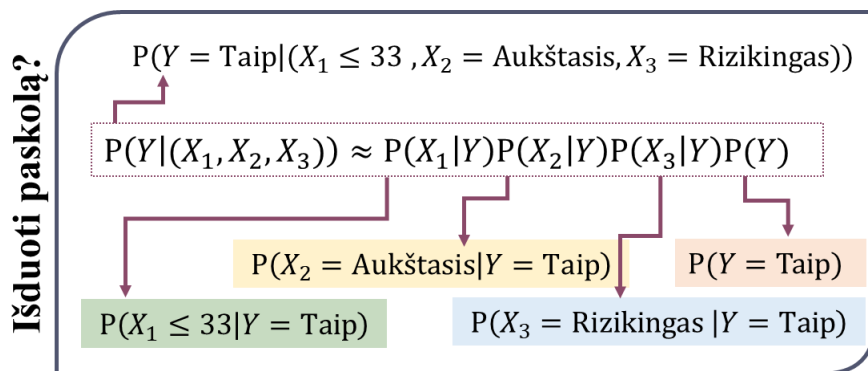 Išduoti paskolą?
P(Y = Taip|(X₁ ≤ 33 , X₂ = Aukštasis, X₃ = Rizikingas))
P(Y|(X₁, X₂, X₃)) ≈ P(X₁|Y)P(X₂|Y)P(X₃|Y)P(Y)
P(X₂ = Aukštasis|Y = Taip)
P(Y = Taip)
P(X₁ ≤ 33|Y = Taip)
P(X₃ = Rizikingas |Y = Taip)